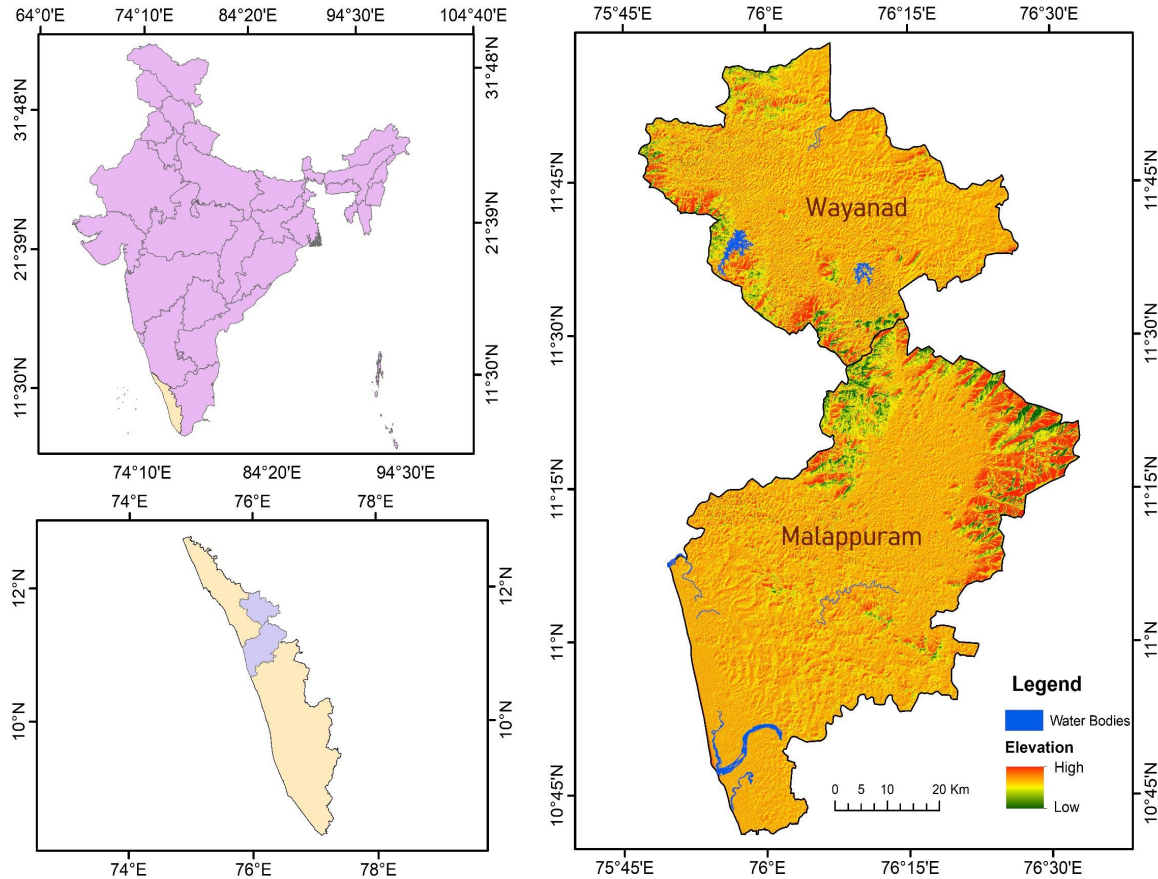 64°0'E 74°10'E 84°20'E 94°30'E 104°40'E
31°48'N
21°39'N
11°30'N
31°48'N
21°39'N
11°30'N
74°10'E 84°20'E 94°30'E
74°E 76°E 78°E
12°N
10°N
12°N
10°N
74°E 76°E 78°E
75°45'E 76°E 76°15'E 76°30'E
11°45'N
11°30'N
11°15'N
11°N
10°45'N
Wayanad
Malappuram
11°45'N
11°30'N
11°15'N
11°N
10°45'N
Legend
Water Bodies
Elevation
High
Low
0 5 10 20 Km
75°45'E 76°E 76°15'E 76°30'E